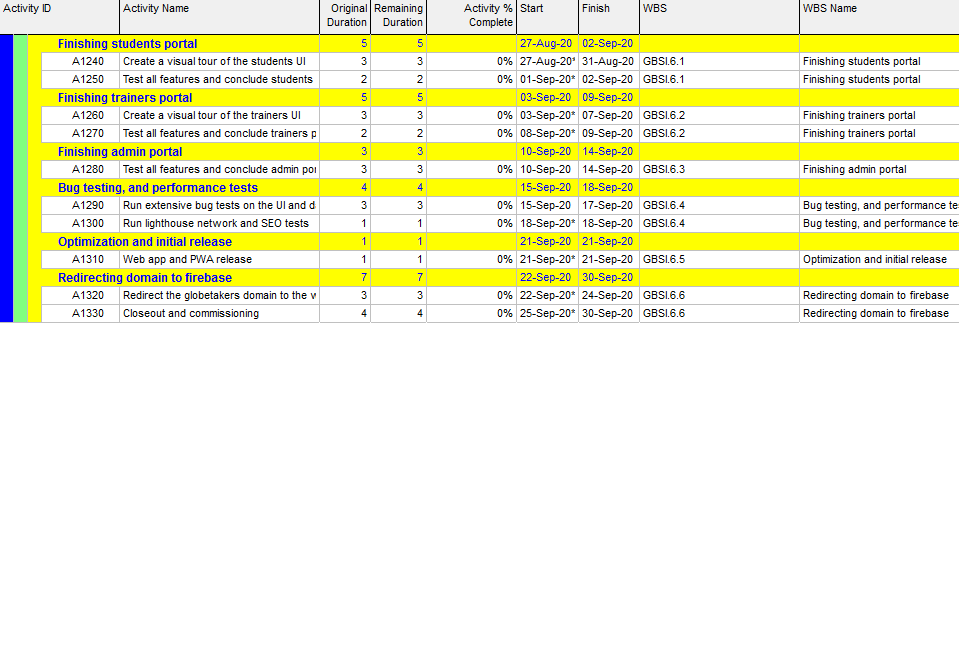 Activity ID Activity Name Original Duration Remaining Duration Activity % Complete Start Finish WBS WBS Name
Finishing students portal 5 5 27-Aug-20 02-Sep-20
A1240 Create a visual tour of the students UI 3 3 0% 27-Aug-20* 31-Aug-20 GBSI.6.1 Finishing students portal
A1250 Test all features and conclude students 2 2 0% 01-Sep-20* 02-Sep-20 GBSI.6.1 Finishing students portal
Finishing trainers portal 5 5 03-Sep-20 09-Sep-20
A1260 Create a visual tour of the trainers UI 3 3 0% 03-Sep-20* 07-Sep-20 GBSI.6.2 Finishing trainers portal
A1270 Test all features and conclude trainers p 2 2 0% 08-Sep-20* 09-Sep-20 GBSI.6.2 Finishing trainers portal
Finishing admin portal 3 3 10-Sep-20 14-Sep-20
A1280 Test all features and conclude admin por 3 3 0% 10-Sep-20 14-Sep-20 GBSI.6.3 Finishing admin portal
Bug testing, and performance tests 4 4 15-Sep-20 18-Sep-20
A1290 Run extensive bug tests on the UI and d 3 3 0% 15-Sep-20 17-Sep-20 GBSI.6.4 Bug testing, and performance te
A1300 Run lighthouse network and SEO tests 1 1 0% 18-Sep-20* 18-Sep-20 GBSI.6.4 Bug testing, and performance te
Optimization and initial release 1 1 21-Sep-20 21-Sep-20
A1310 Web app and PWA release 1 1 0% 21-Sep-20* 21-Sep-20 GBSI.6.5 Optimization and initial release
Redirecting domain to firebase 7 7 22-Sep-20 30-Sep-20
A1320 Redirect the globetakers domain to the w 3 3 0% 22-Sep-20* 24-Sep-20 GBSI.6.6 Redirecting domain to firebase
A1330 Closeout and commissioning 4 4 0% 25-Sep-20* 30-Sep-20 GBSI.6.6 Redirecting domain to firebase